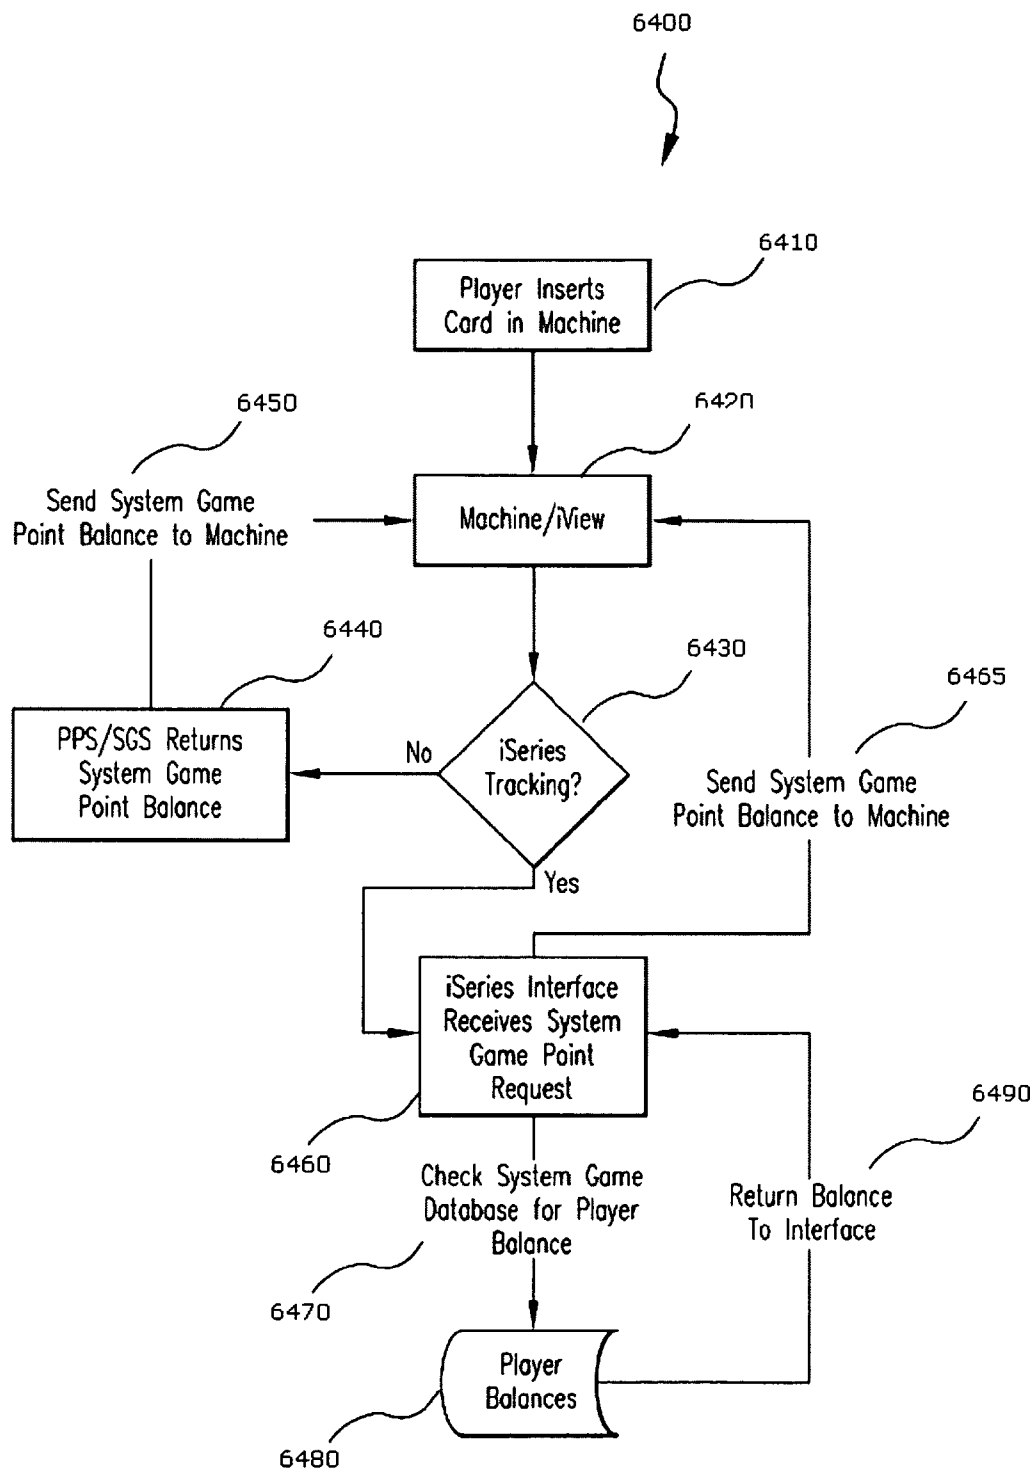 6400
6410
Player Inserts
Card in Machine
6450
6420
Send System Game
Point Balance to Machine
Machine/iView
6440
6430
6465
PPS/SGS Returns
System Game
Point Balance
No
iSeries
Tracking?
Send System Game
Point Balance to Machine
Yes
iSeries Interface
Receives System
Game Point
Request
6490
6460
Check System Game
Database for Player
Balance
Return Balance
To Interface
6470
Player
Balances
6480